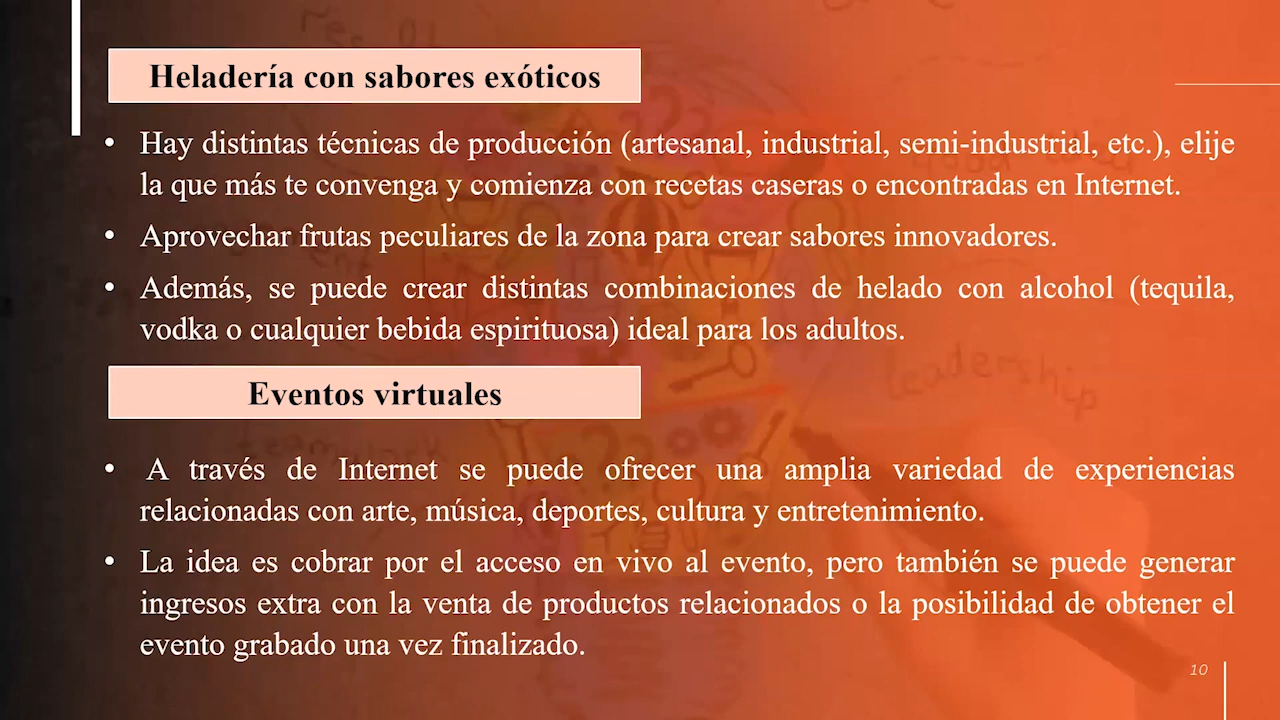 Heladería con sabores exóticos
• Hay distintas técnicas de producción (artesanal, industrial, semi-industrial, etc.), elije
la que más te convenga y comienza con recetas caseras o encontradas en Internet.
• Aprovechar frutas peculiares de la zona para crear sabores innovadores.
• Además, se puede crear distintas combinaciones de helado con alcohol (tequila,
vodka o cualquier bebida espirituosa) ideal para los adultos.
leadership
Eventos virtuales
teamwork
• A través de Internet se puede ofrecer una amplia variedad de experiencias
relacionadas con arte, música, deportes, cultura y entretenimiento.
• La idea es cobrar por el acceso en vivo al evento, pero también se puede generar
ingresos extra con la venta de productos relacionados o la posibilidad de obtener el
evento grabado una vez finalizado.
10